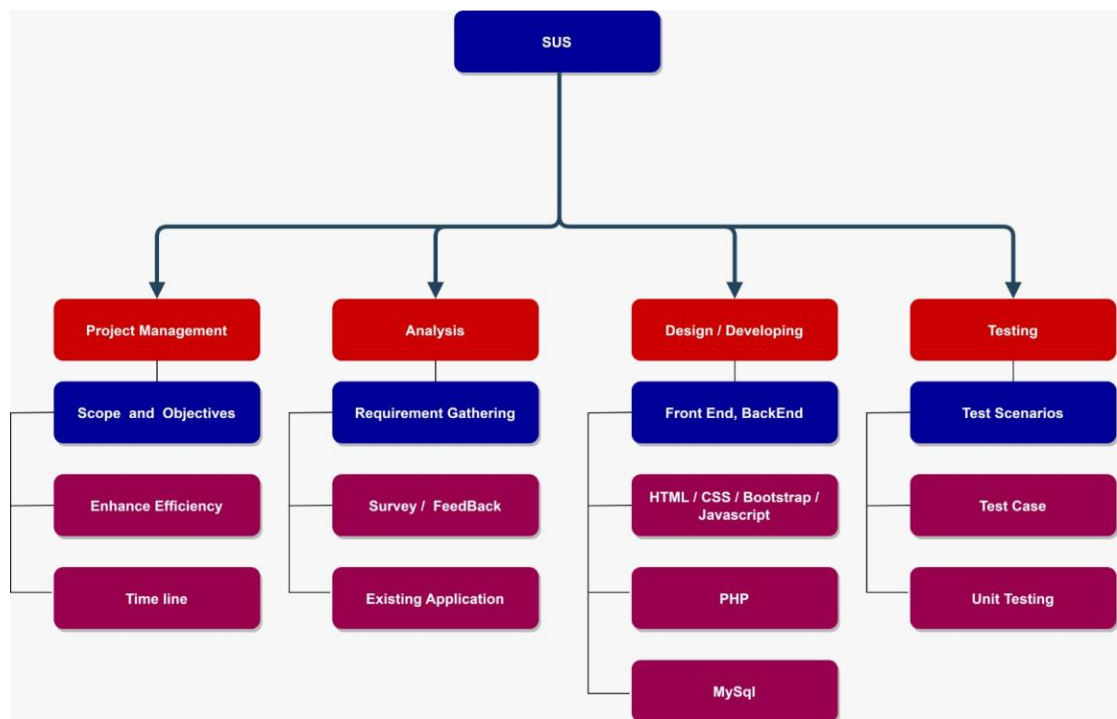 SUS
Project Management
Analysis
Design / Developing
Testing
Scope and Objectives
Requirement Gathering
Front End, BackEnd
Test Scenarios
Enhance Efficiency
Survey / FeedBack
HTML / CSS / Bootstrap /
Javascript
Test Case
Time line
Existing Application
PHP
Unit Testing
MySql